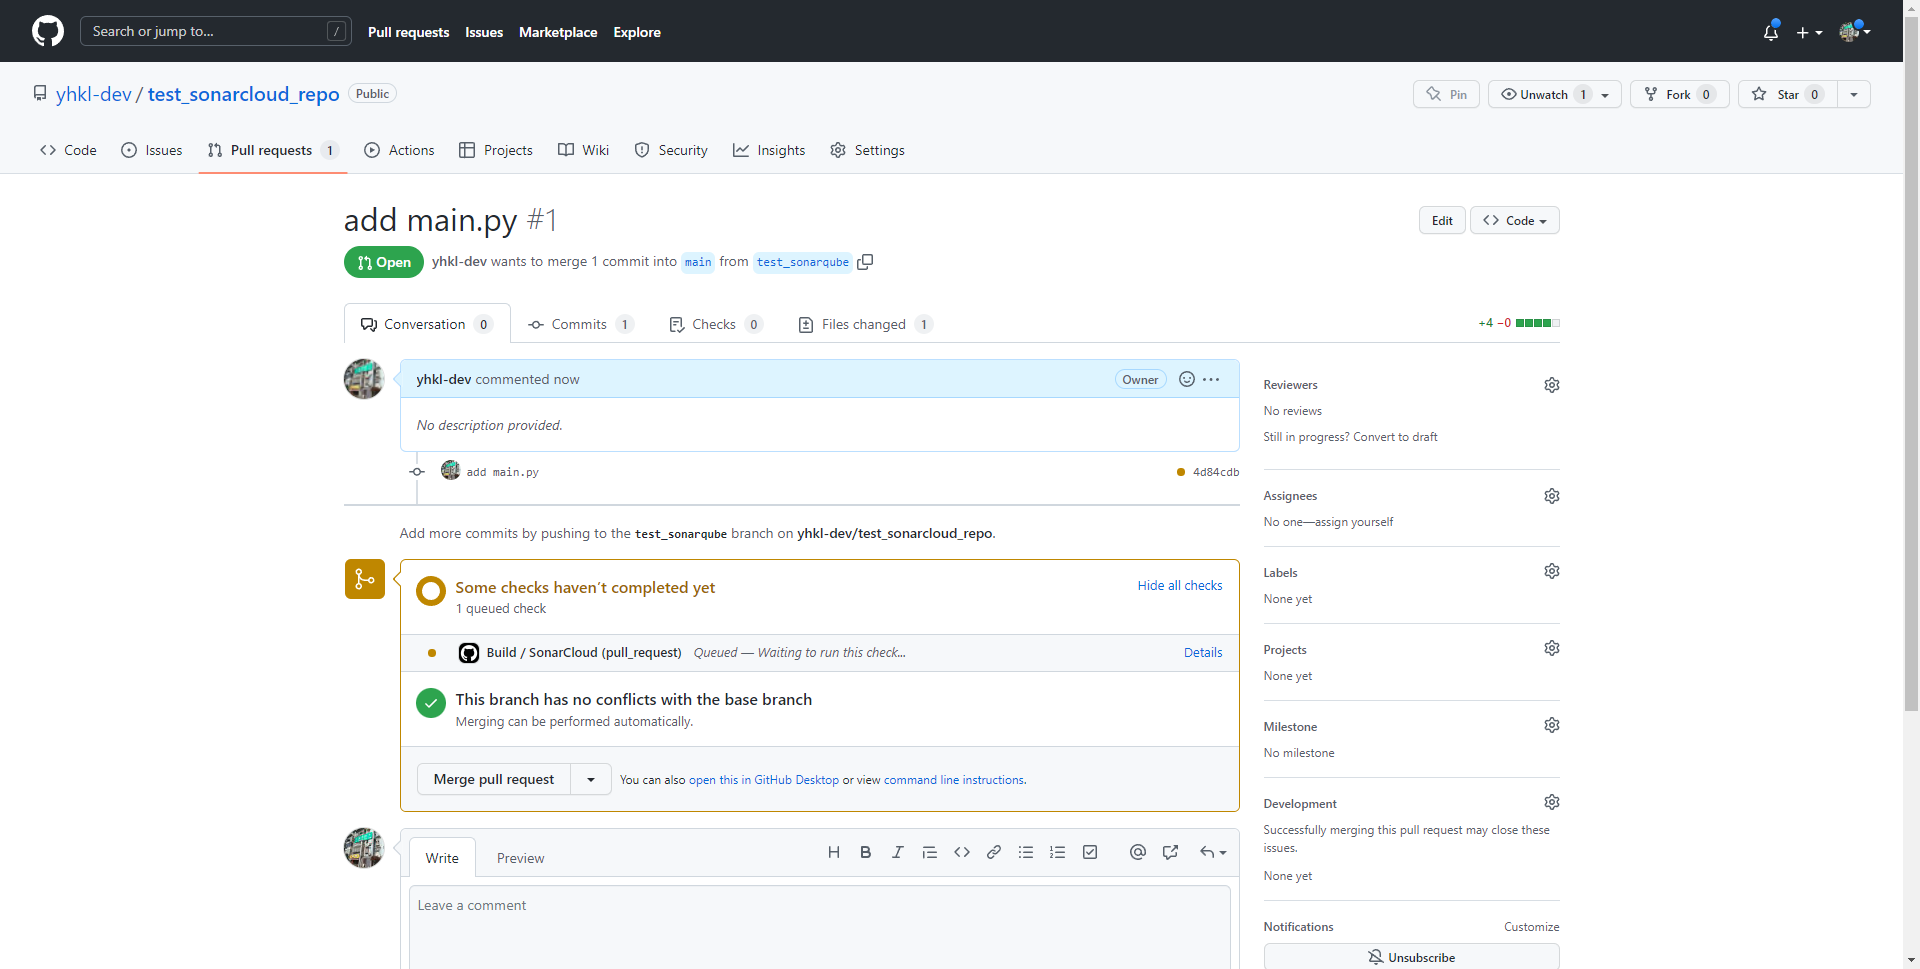 Search or jump to... /
Pull requests Issues Marketplace Explore
yhkl-dev / test_sonarcloud_repo Public
Pin Unwatch 1 Fork 0 Star 0
Code Issues Pull requests 1 Actions Projects Wiki Security Insights Settings
add main.py #1
Edit Code
Open yhkl-dev wants to merge 1 commit into main from test_sonarqube
Conversation 0 Commits 1 Checks 0 Files changed 1
+4 −0
yhkl-dev commented now Owner
No description provided.
add main.py 4d84cdb
Add more commits by pushing to the test_sonarqube branch on yhkl-dev/test_sonarcloud_repo.
Some checks haven't completed yet Hide all checks
1 queued check
Build / SonarCloud (pull_request) Queued — Waiting to run this check... Details
This branch has no conflicts with the base branch
Merging can be performed automatically.
Merge pull request You can also open this in GitHub Desktop or view command line instructions.
Write Preview
Leave a comment
Reviewers
No reviews
Still in progress? Convert to draft
Assignees
No one—assign yourself
Labels
None yet
Projects
None yet
Milestone
No milestone
Development
Successfully merging this pull request may close these
issues.
None yet
Notifications Customize
Unsubscribe